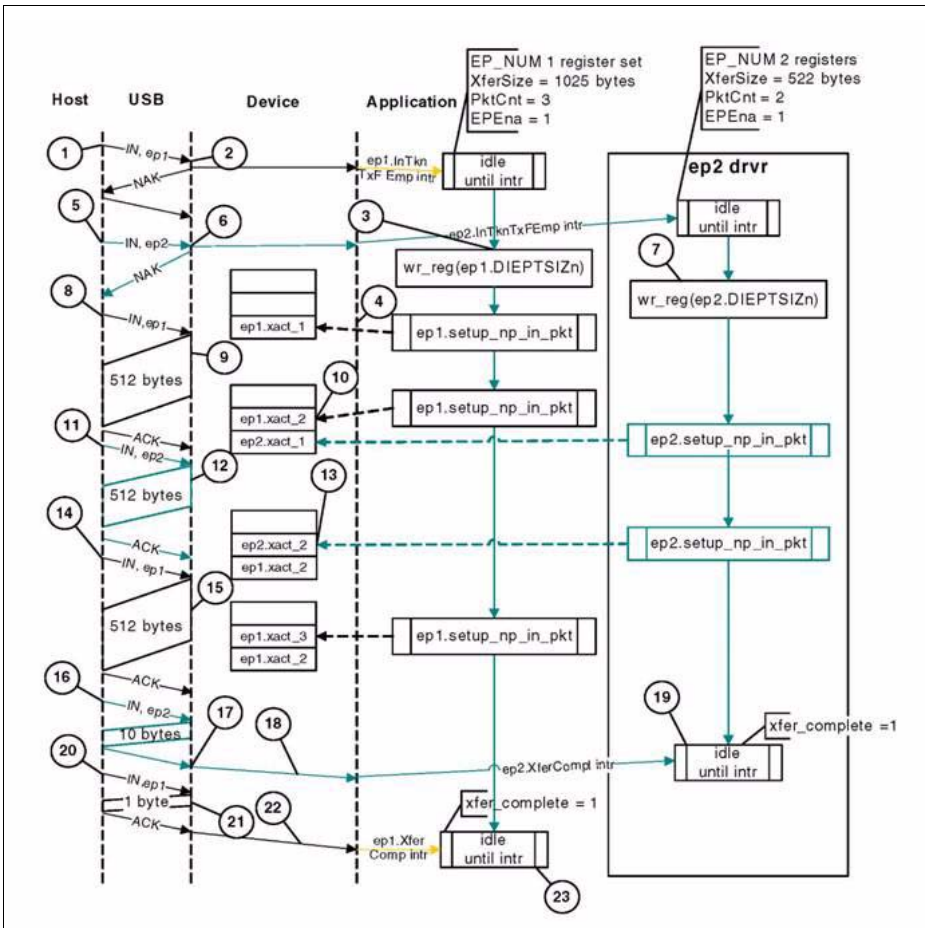 EP_NUM 1 register set
XferSize = 1025 bytes
PktCnt = 3
EPEna = 1
EP_NUM 2 registers
XferSize = 522 bytes
PktCnt = 2
EPEna = 1
Host
USB
Device
Application
1
IN, ep1
2
ep1.InTkn
TxF Emp intr
idle
until intr
ep2 drvr
NAK
5
6
3
ep2.InTknTxFEmp intr
idle
until intr
IN, ep2
7
wr_reg(ep1.DIEPTSIZn)
NAK
wr_reg(ep2.DIEPTSIZn)
8
4
IN,ep1
ep1.xact_1
ep1.setup_np_in_pkt
9
512 bytes
10
ep1.xact_2
ep1.setup_np_in_pkt
11
ACK
ep2.xact_1
ep2.setup_np_in_pkt
IN, ep2
12
512 bytes
13
14
ACK
ep2.xact_2
ep2.setup_np_in_pkt
IN, ep1
ep1.xact_2
15
512 bytes
ep1.xact_3
ep1.setup_np_in_pkt
ep1.xact_2
16
ACK
IN, ep2
17
18
19
xfer_complete =1
10 bytes
idle
until intr
20
ep2.XferCompl intr
IN,ep1
1 byte
21
22
xfer_complete = 1
ACK
ep1.Xfer
Comp intr
idle
until intr
23